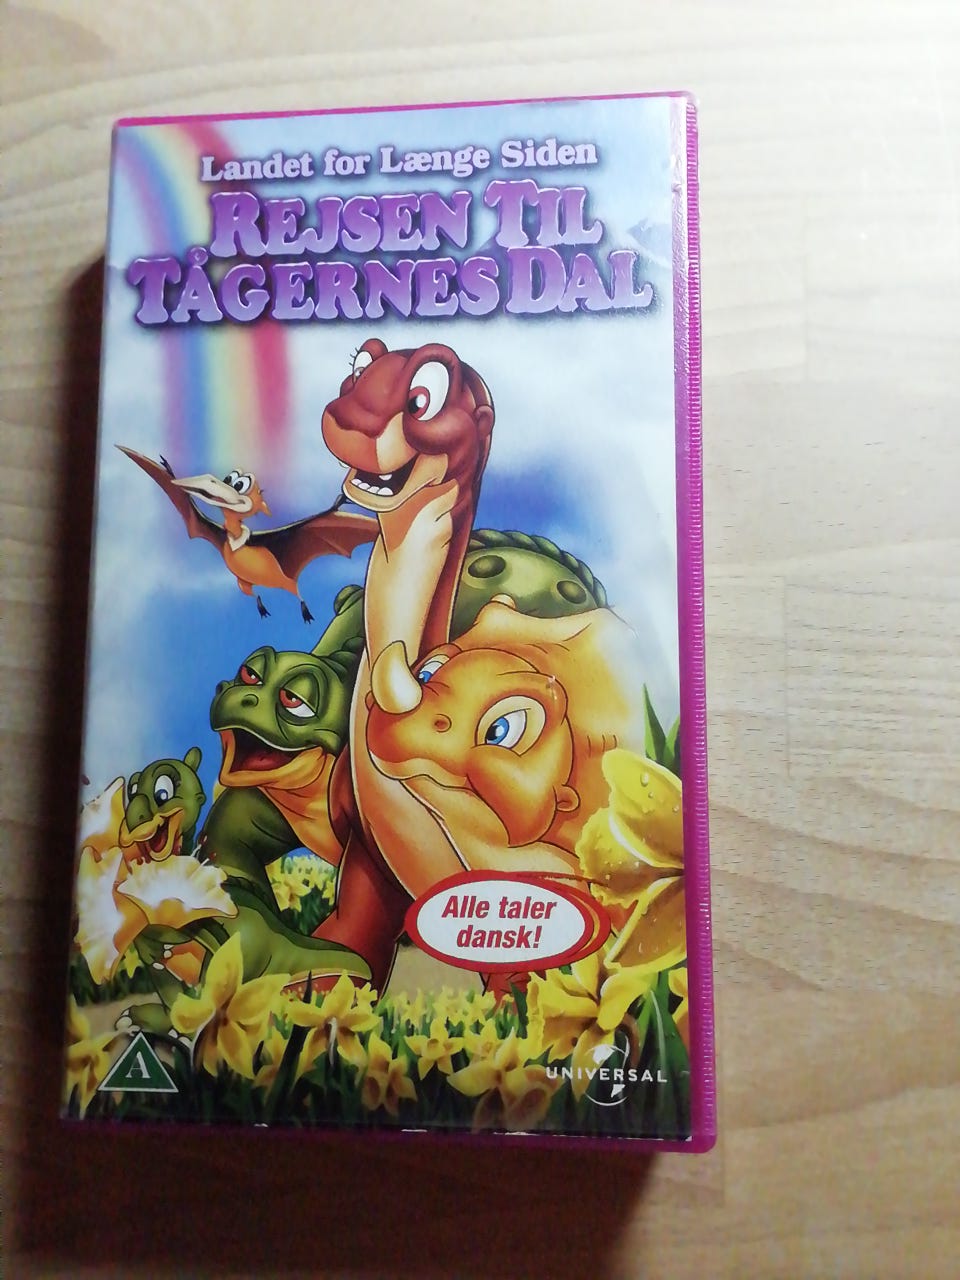 Landet for Længe Siden
REJSEN TIL
TÅGERNES DAL
Alle taler
dansk!
A
UNIVERSAL